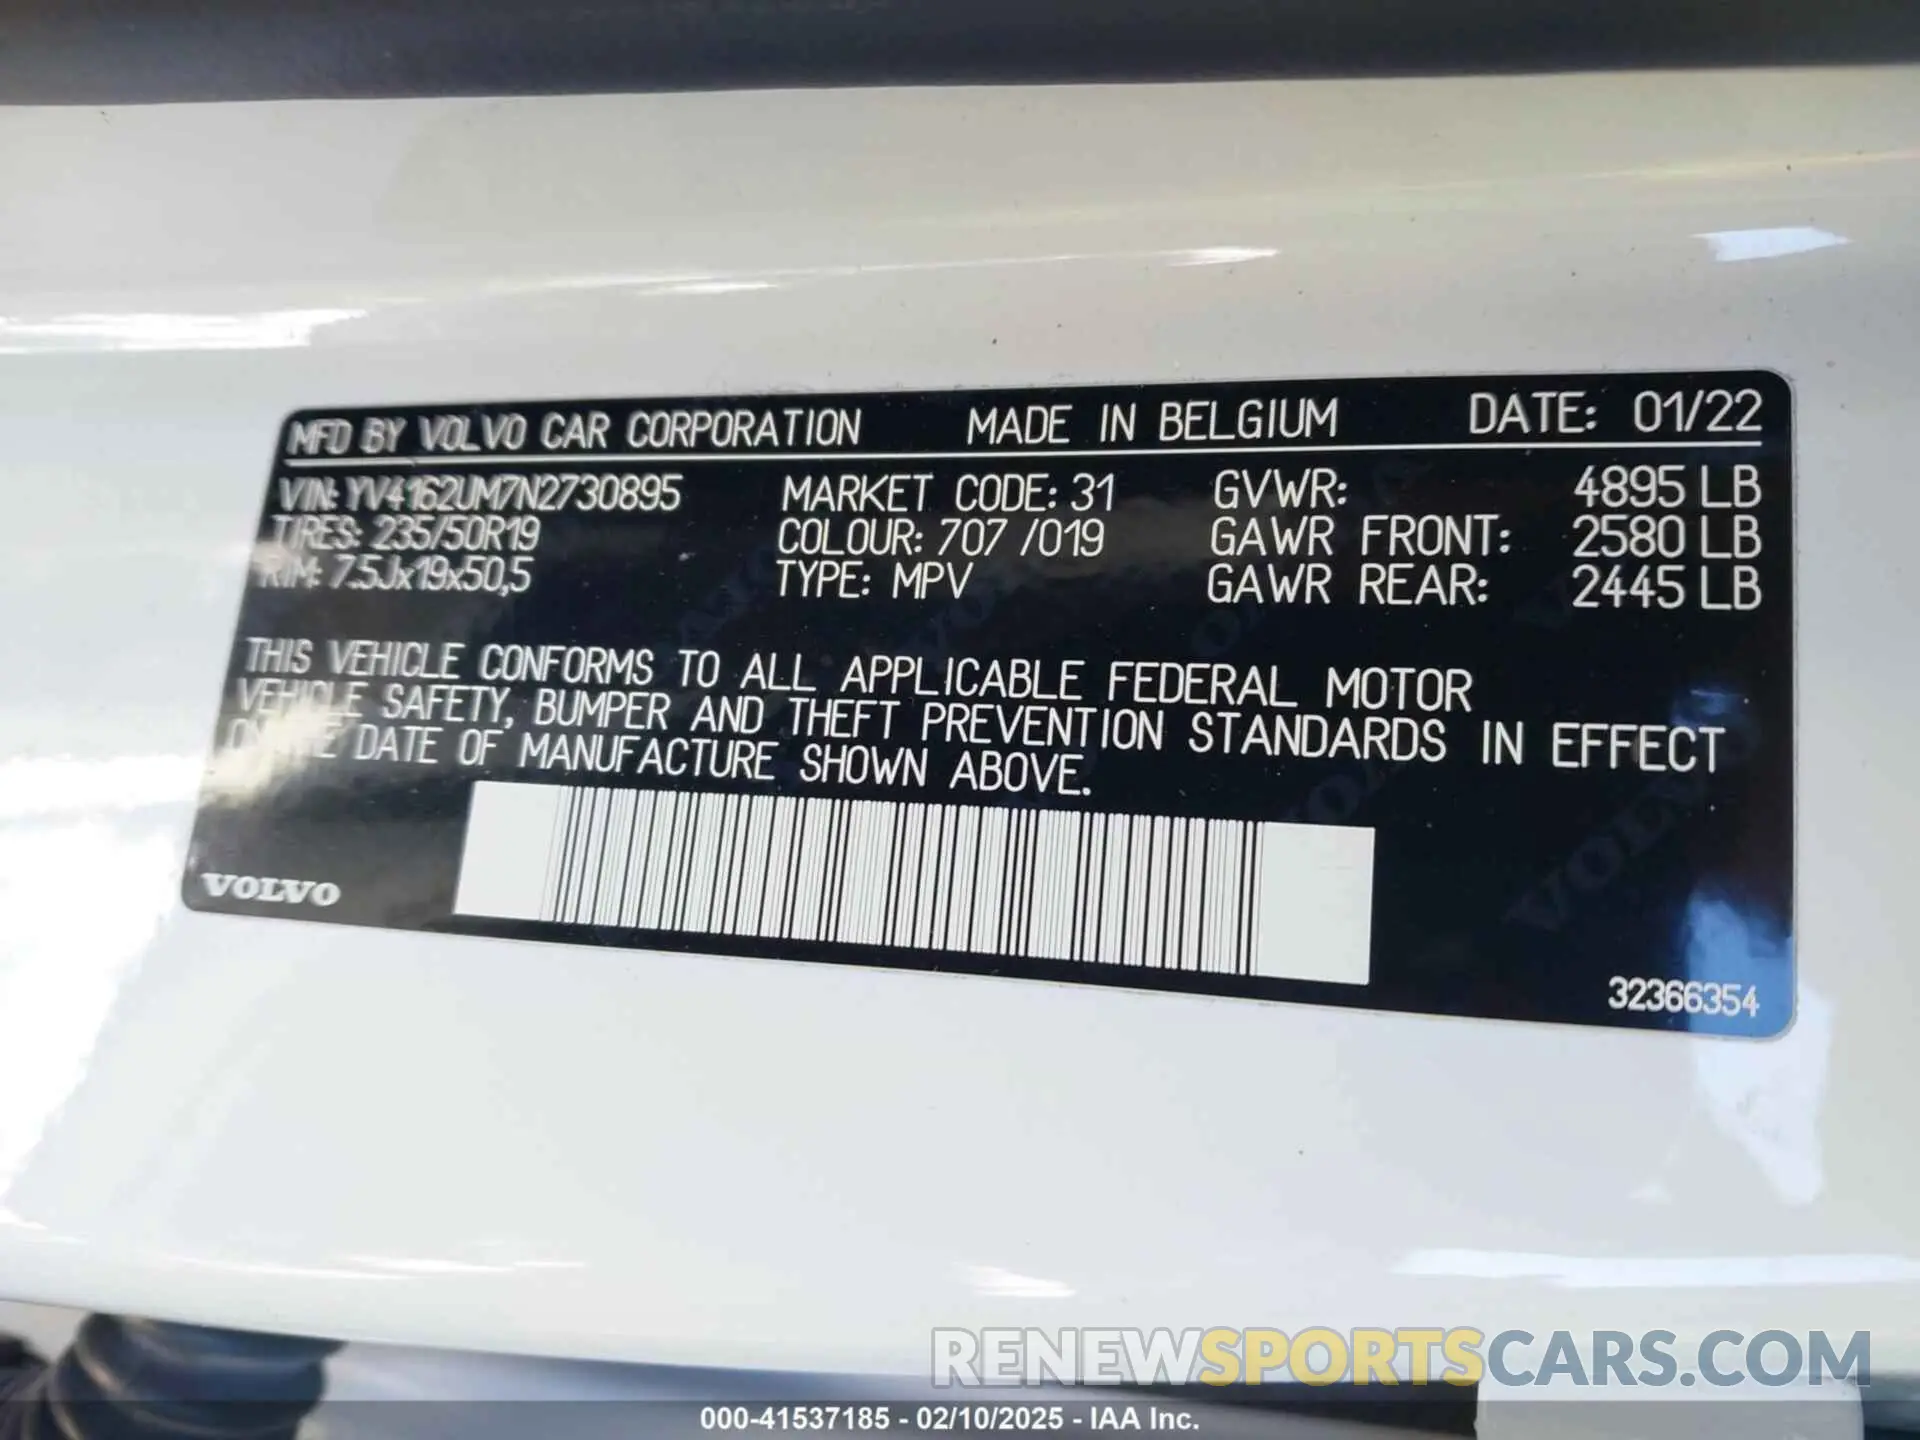 MFD BY VOLVO CAR CORPORATION MADE IN BELGIUM DATE: 01/22
VIN: YV4162UM7N2730895 MARKET CODE: 31 GVWR: 4895 LB
TIRES: 235/50R19 COLOUR: 707 /019 GAWR FRONT: 2580 LB
RIM: 7.5Jx19x50,5 TYPE: MPV GAWR REAR: 2445 LB
THIS VEHICLE CONFORMS TO ALL APPLICABLE FEDERAL MOTOR
VEHICLE SAFETY, BUMPER AND THEFT PREVENTION STANDARDS IN EFFECT
ON THE DATE OF MANUFACTURE SHOWN ABOVE.
VOLVO
32366354
RENEWSPORTSCARS.COM
000-41537185 - 02/10/2025 - IAA Inc.